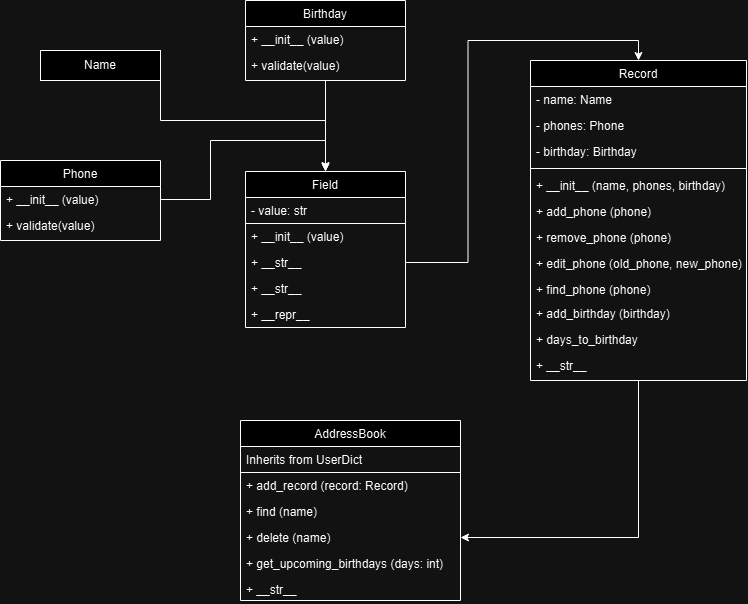 Birthday
+ __init__ (value)
+ validate(value)
Name
Phone
+ __init__ (value)
+ validate(value)
Field
- value: str
+ __init__ (value)
+ __str__
+ __str__
+ __repr__
Record
- name: Name
- phones: Phone
- birthday: Birthday
+ __init__ (name, phones, birthday)
+ add_phone (phone)
+ remove_phone (phone)
+ edit_phone (old_phone, new_phone)
+ find_phone (phone)
+ add_birthday (birthday)
+ days_to_birthday
+ __str__
AddressBook
Inherits from UserDict
+ add_record (record: Record)
+ find (name)
+ delete (name)
+ get_upcoming_birthdays (days: int)
+ __str__